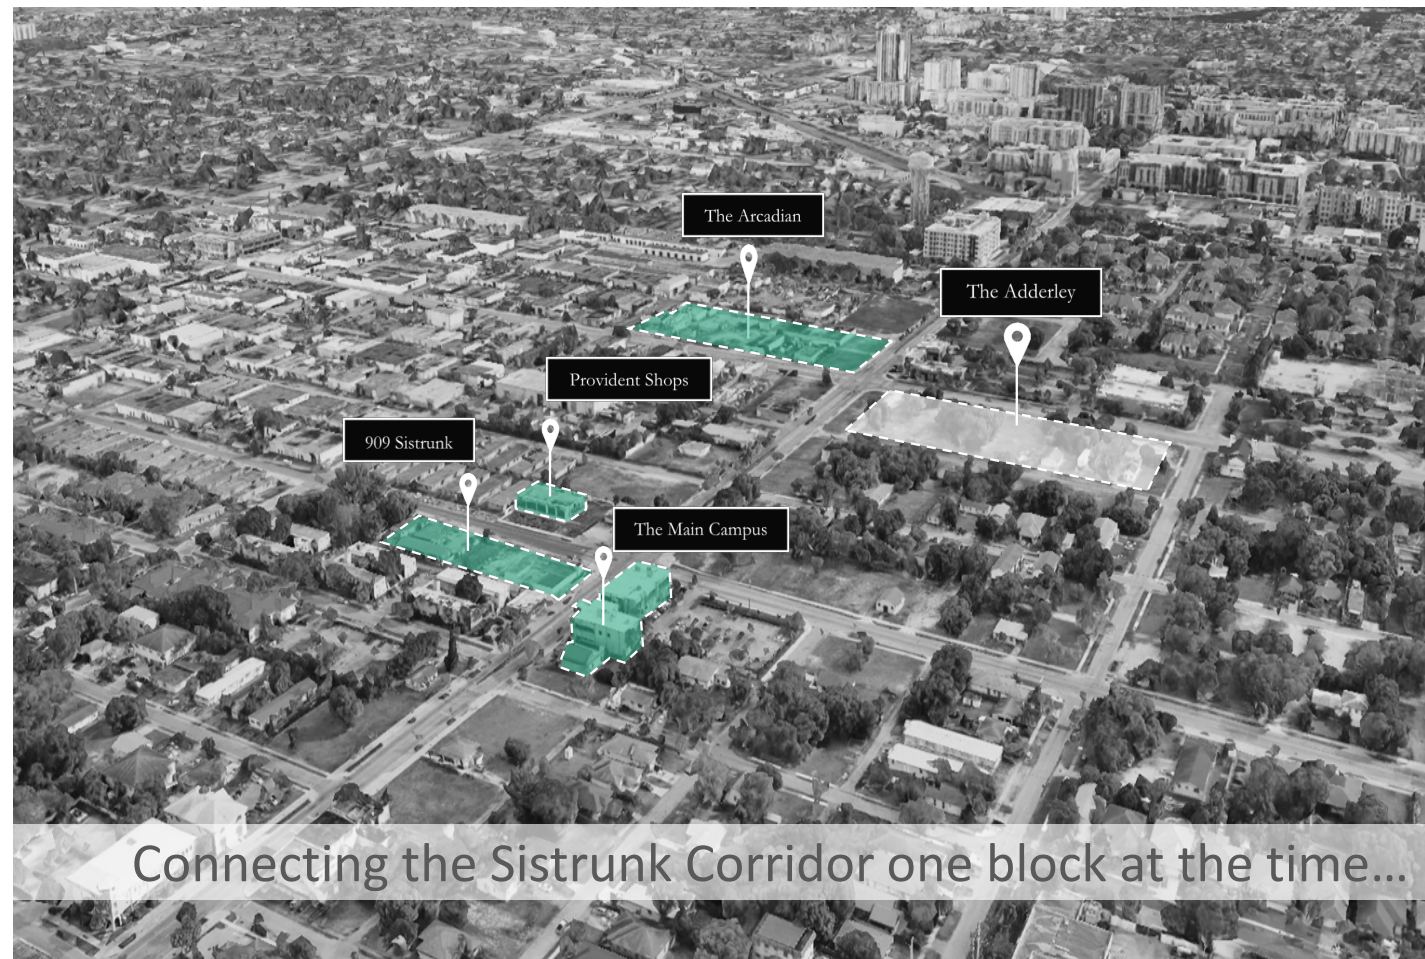 The Arcadian
The Adderley
Provident Shops
909 Sistrunk
The Main Campus
Connecting the Sistrunk Corridor one block at the time...